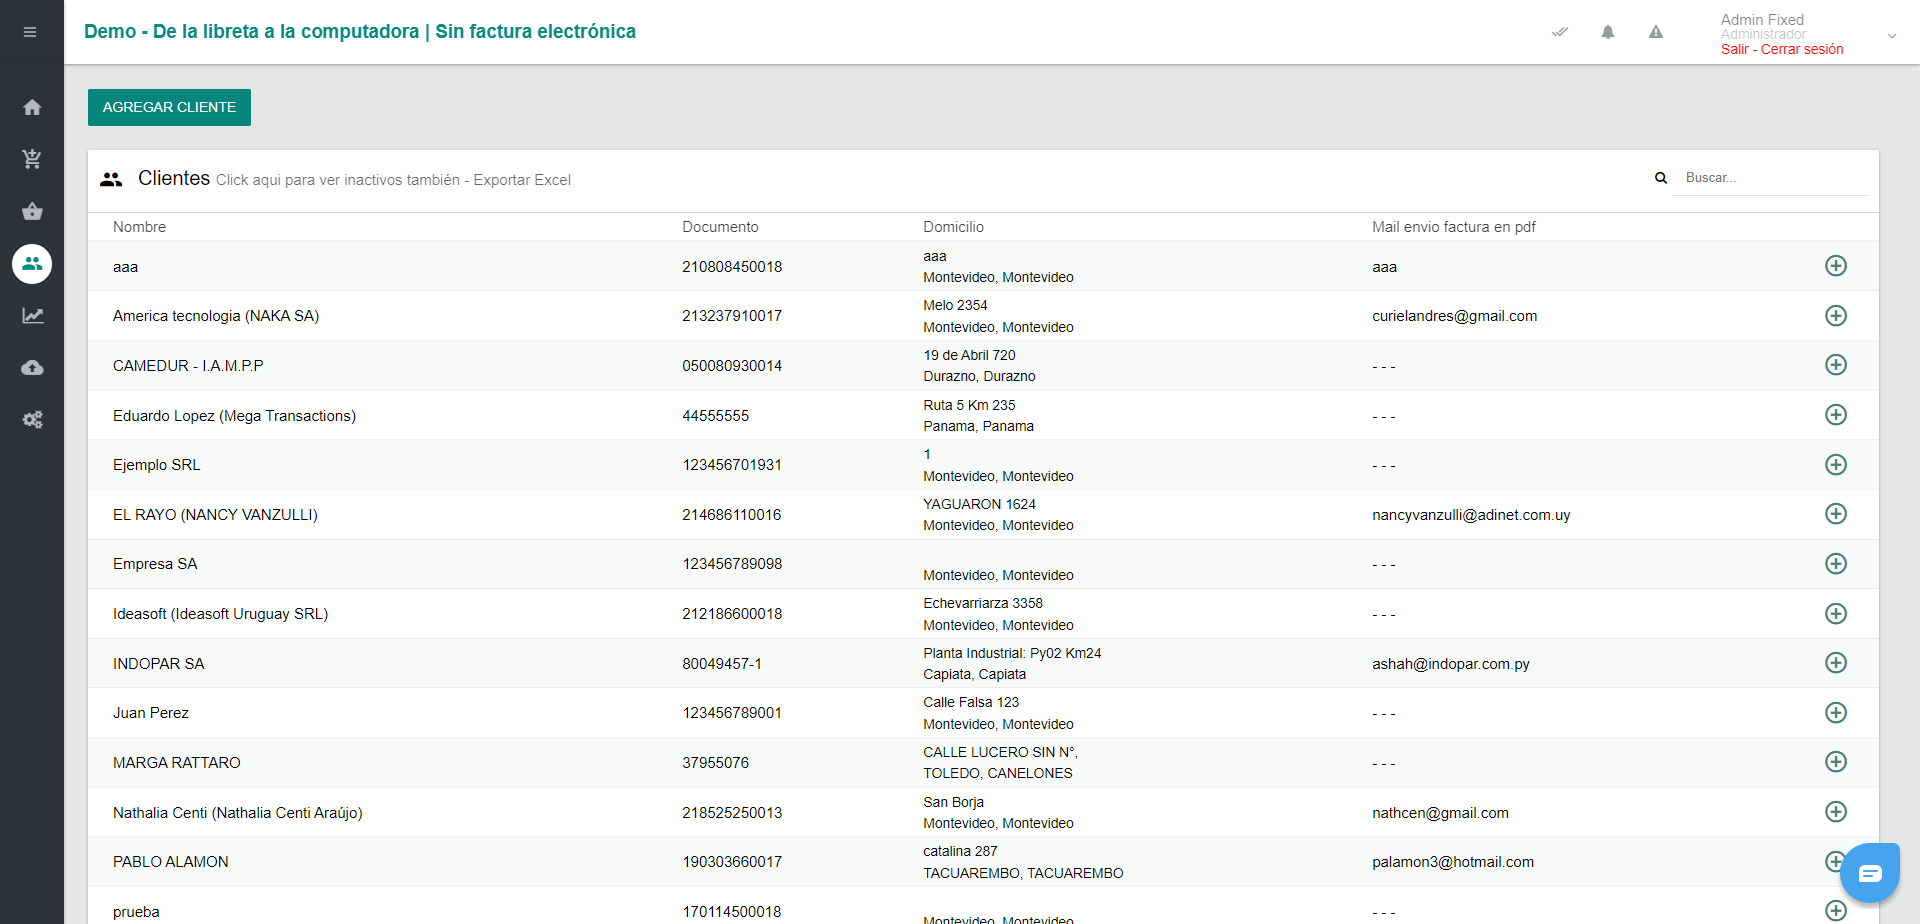 Demo - De la libreta a la computadora | Sin factura electrónica
Admin Fixed
Administrador
Salir - Cerrar sesión
AGREGAR CLIENTE
Clientes Click aqui para ver inactivos también - Exportar Excel
Buscar...
Nombre Documento Domicilio Mail envio factura en pdf
aaa 210808450018 aaa
Montevideo, Montevideo aaa
America tecnologia (NAKA SA) 213237910017 Melo 2354
Montevideo, Montevideo curielandres@gmail.com
CAMEDUR - I.A.M.P.P 050080930014 19 de Abril 720
Durazno, Durazno - - -
Eduardo Lopez (Mega Transactions) 44555555 Ruta 5 Km 235
Panama, Panama - - -
Ejemplo SRL 123456701931 1
Montevideo, Montevideo - - -
EL RAYO (NANCY VANZULLI) 214686110016 YAGUARON 1624
Montevideo, Montevideo nancyvanzulli@adinet.com.uy
Empresa SA 123456789098
Montevideo, Montevideo - - -
Ideasoft (Ideasoft Uruguay SRL) 212186600018 Echevarriarza 3358
Montevideo, Montevideo - - -
INDOPAR SA 80049457-1 Planta Industrial: Py02 Km24
Capiata, Capiata ashah@indopar.com.py
Juan Perez 123456789001 Calle Falsa 123
Montevideo, Montevideo - - -
MARGA RATTARO 37955076 CALLE LUCERO SIN N°,
TOLEDO, CANELONES - - -
Nathalia Centi (Nathalia Centi Araújo) 218525250013 San Borja
Montevideo, Montevideo nathcen@gmail.com
PABLO ALAMON 190303660017 catalina 287
TACUAREMBO, TACUAREMBO palamon3@hotmail.com
prueba 170114500018
Montevideo, Montevideo - - -